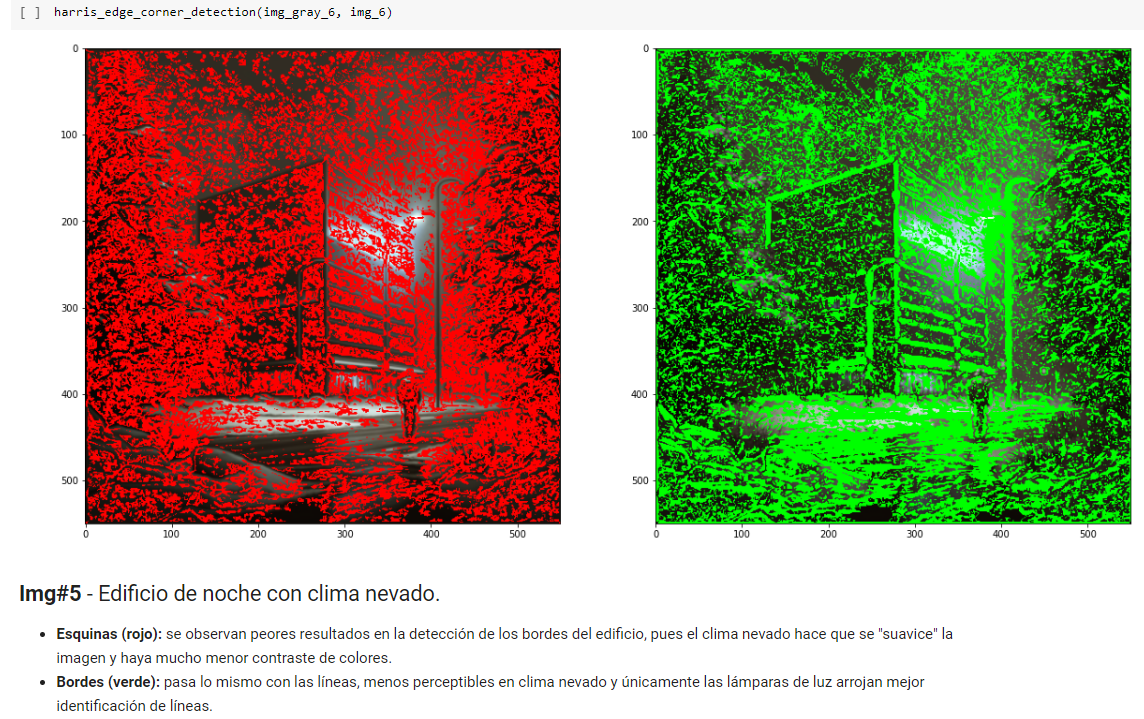 [ ] harris_edge_corner_detection(img_gray_6, img_6)
0
100
200
300
400
500
0 100 200 300 400 500
0
100
200
300
400
500
0 100 200 300 400 500
Img#5 - Edificio de noche con clima nevado.
• Esquinas (rojo): se observan peores resultados en la detección de los bordes del edificio, pues el clima nevado hace que se "suavice" la
imagen y haya mucho menor contraste de colores.
• Bordes (verde): pasa lo mismo con las líneas, menos perceptibles en clima nevado y únicamente las lámparas de luz arrojan mejor
identificación de líneas.